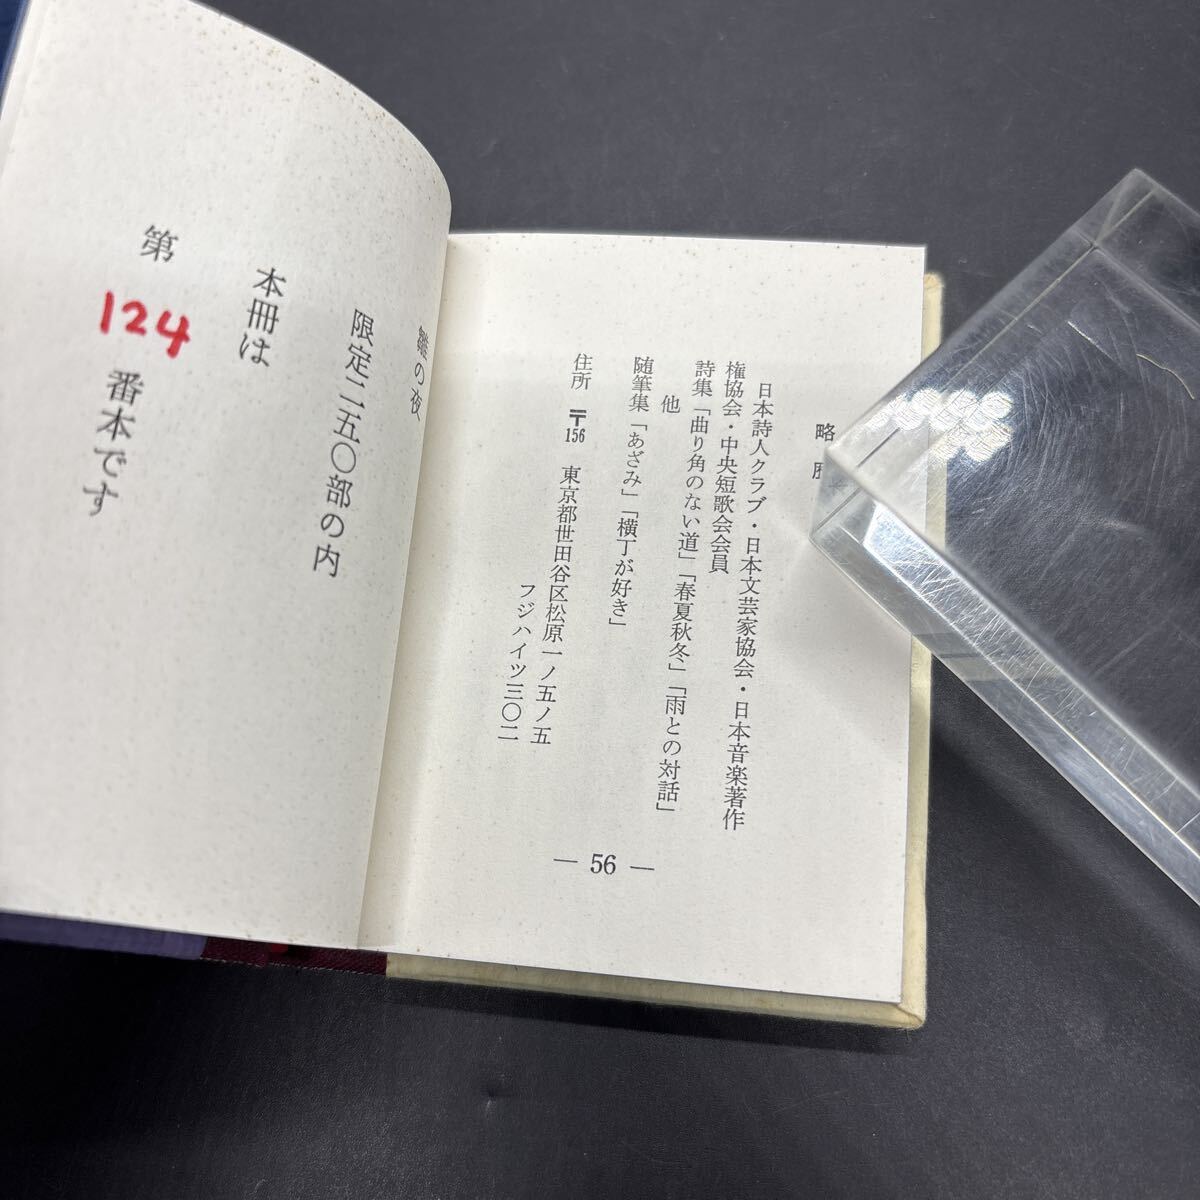 略歴
日本詩人クラブ・日本文芸家協会・日本音楽著作
権協会・中央短歌会会員
詩集「曲り角のない道」「春夏秋冬」「雨との対話」
他
随筆集「あざみ」「横丁が好き」
住所 〒156 東京都世田谷区松原一ノ五ノ五
フジハイツ三〇二
— 56 —
雛の夜
限定二五〇部の内
本冊は
第 124 番本です